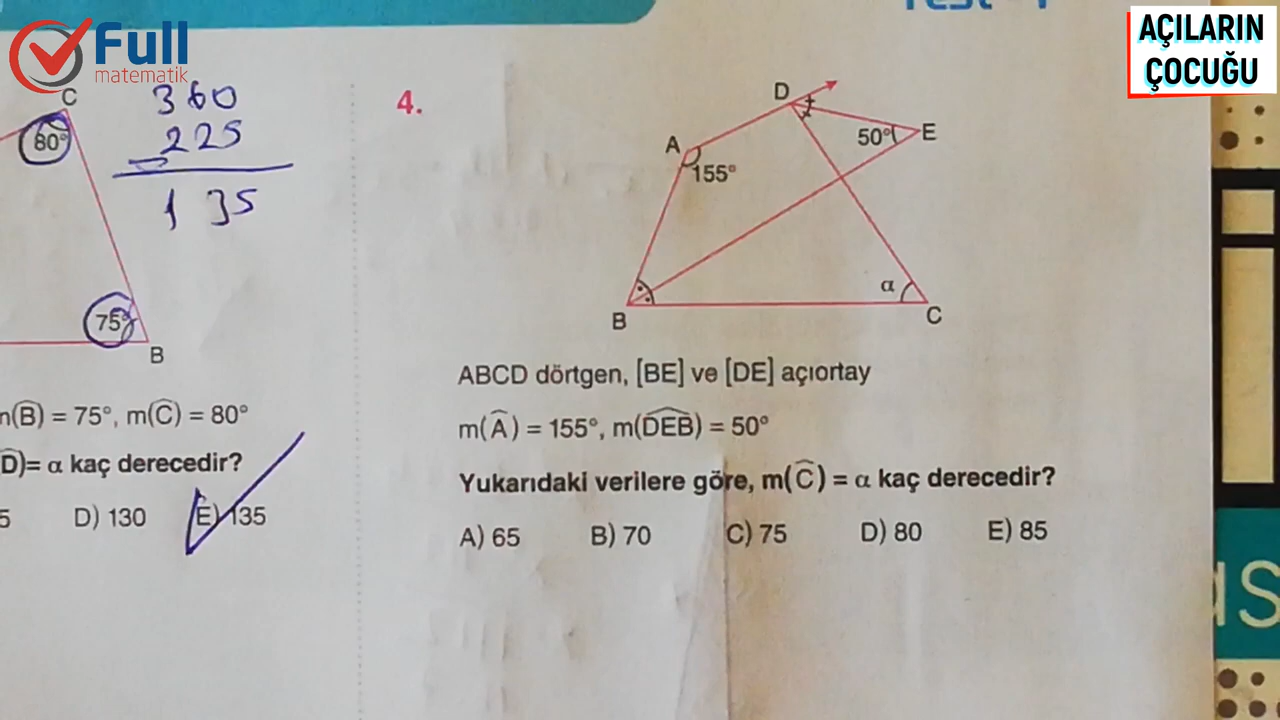 Full
matematik
AÇILARIN
ÇOCUĞU
C
80°
360
225
135
75°
B
m(B) = 75°, m(C) = 80°
D)= α kaç derecedir?
5 D) 130 E) 135
4.
D
A
50°
E
155°
α
B
C
ABCD dörtgen, [BE] ve [DE] açıortay
m(A) = 155°, m(DEB) = 50°
Yukarıdaki verilere göre, m(C) = α kaç derecedir?
A) 65 B) 70 C) 75 D) 80 E) 85